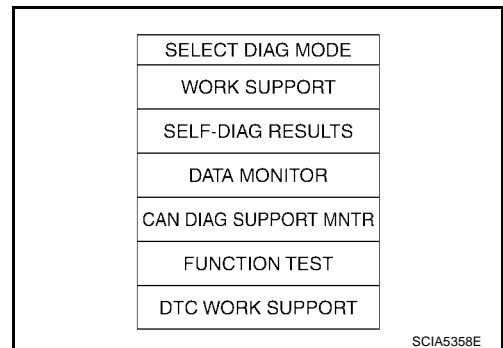 SELECT DIAG MODE
WORK SUPPORT
SELF-DIAG RESULTS
DATA MONITOR
CAN DIAG SUPPORT MNTR
FUNCTION TEST
DTC WORK SUPPORT
SCIA5358E